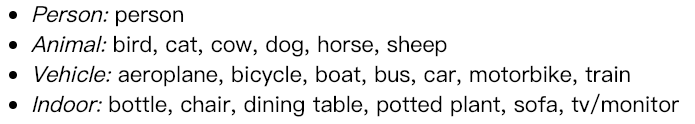 • Person: person
• Animal: bird, cat, cow, dog, horse, sheep
• Vehicle: aeroplane, bicycle, boat, bus, car, motorbike, train
• Indoor: bottle, chair, dining table, potted plant, sofa, tv/monitor